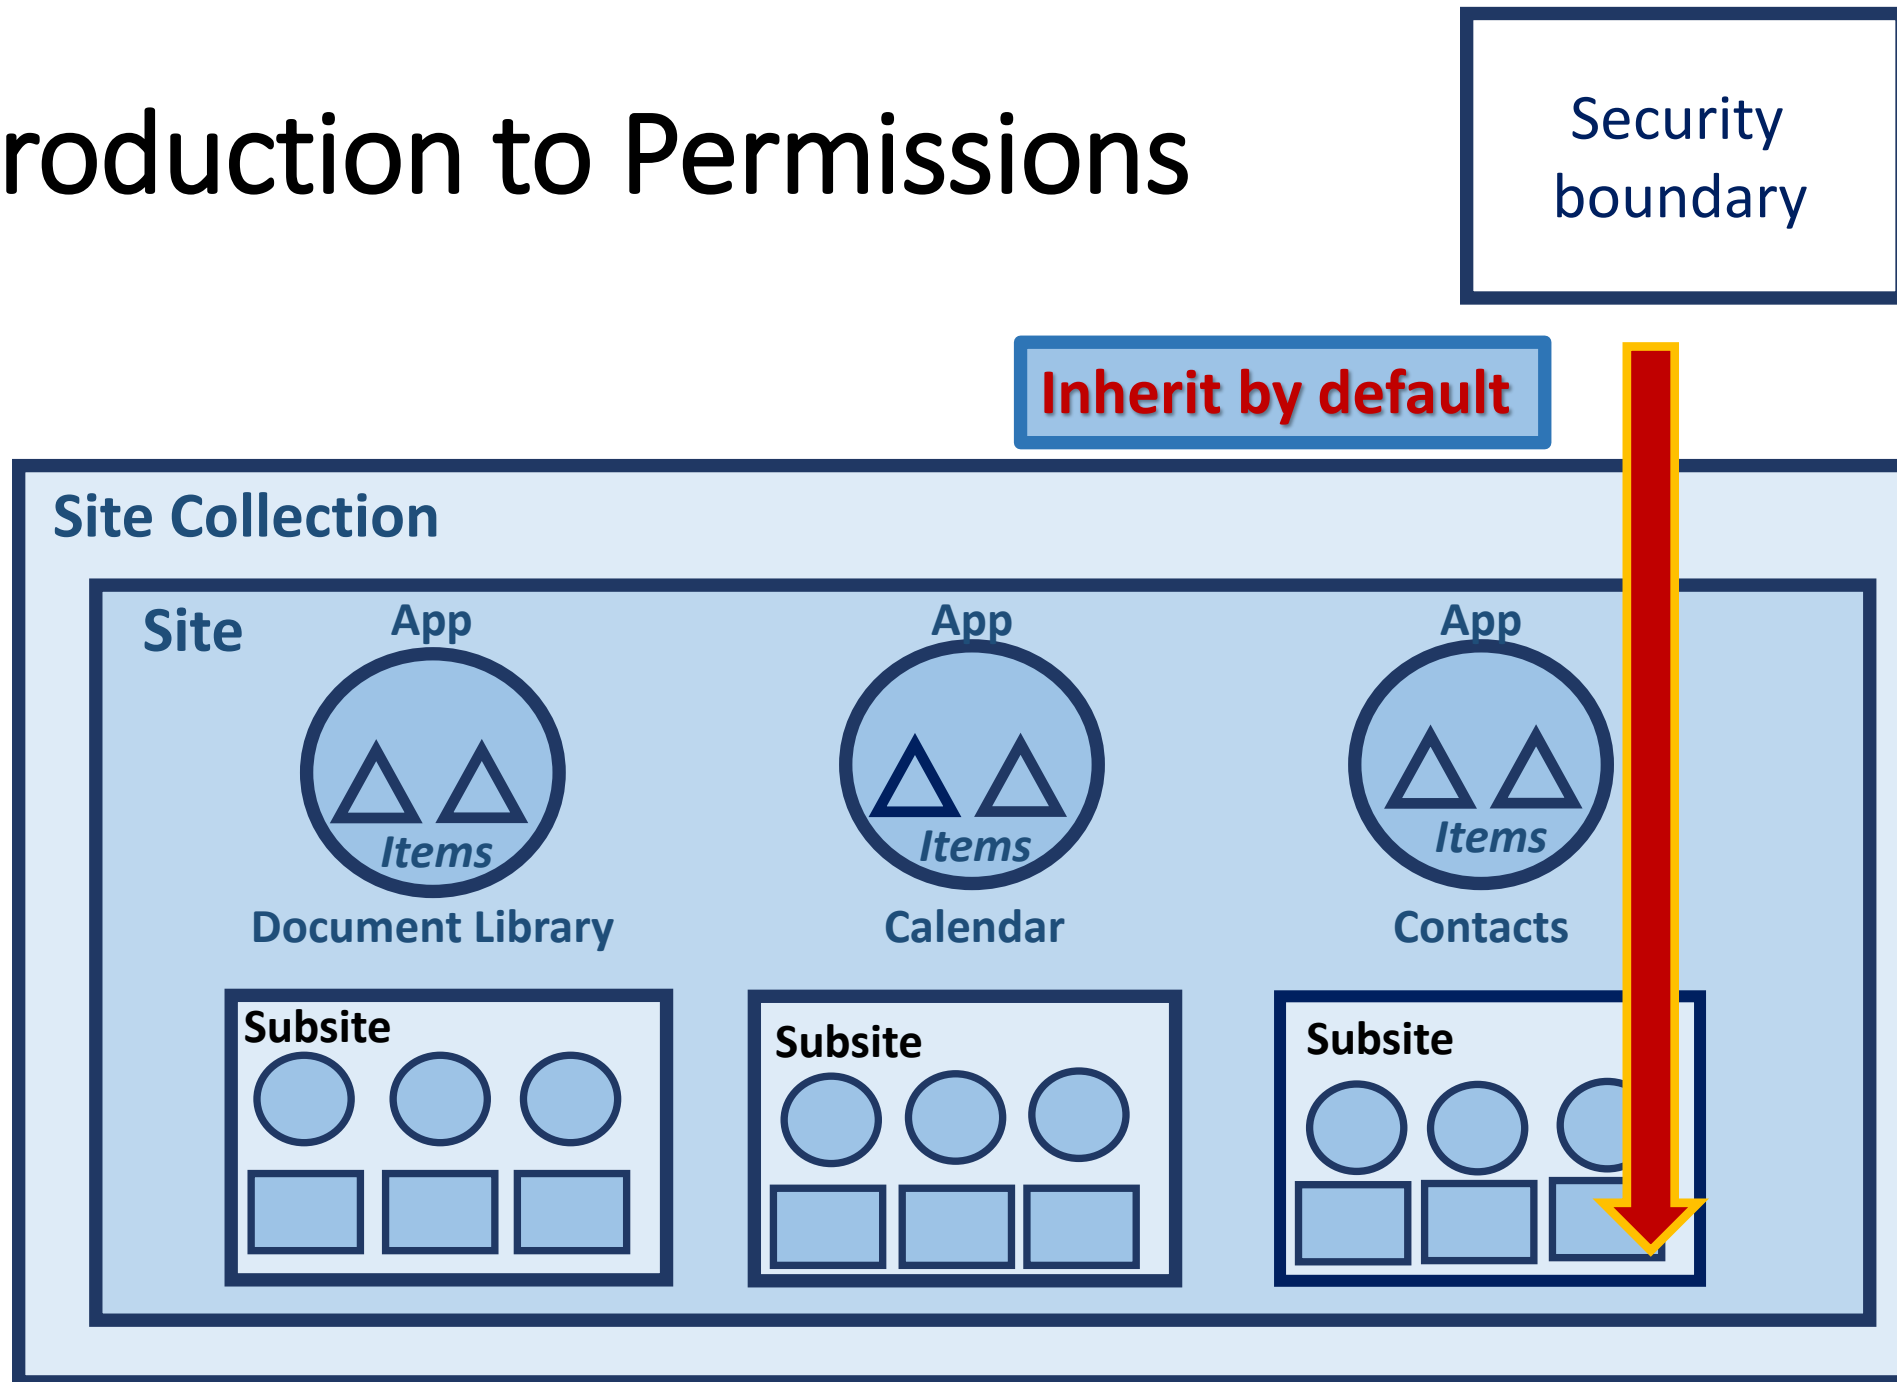 roduction to Permissions
Security
boundary
Inherit by default
Site Collection
Site
App
App
App
Items
Items
Items
Document Library
Calendar
Contacts
Subsite
Subsite
Subsite